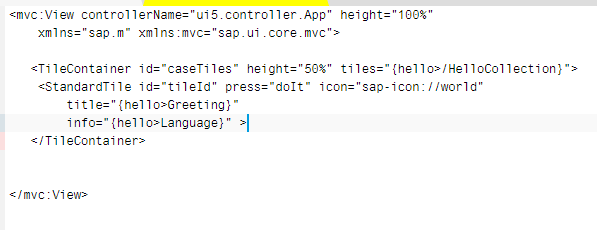 <mvc:View controllerName="ui5.controller.App" height="100%"
xmlns="sap.m" xmlns:mvc="sap.ui.core.mvc">
<TileContainer id="caseTiles" height="50%" tiles="{hello>/HelloCollection}">
<StandardTile id="tileId" press="doIt" icon="sap-icon://world"
title="{hello>Greeting}"
info="{hello>Language}" >
</TileContainer>
</mvc:View>